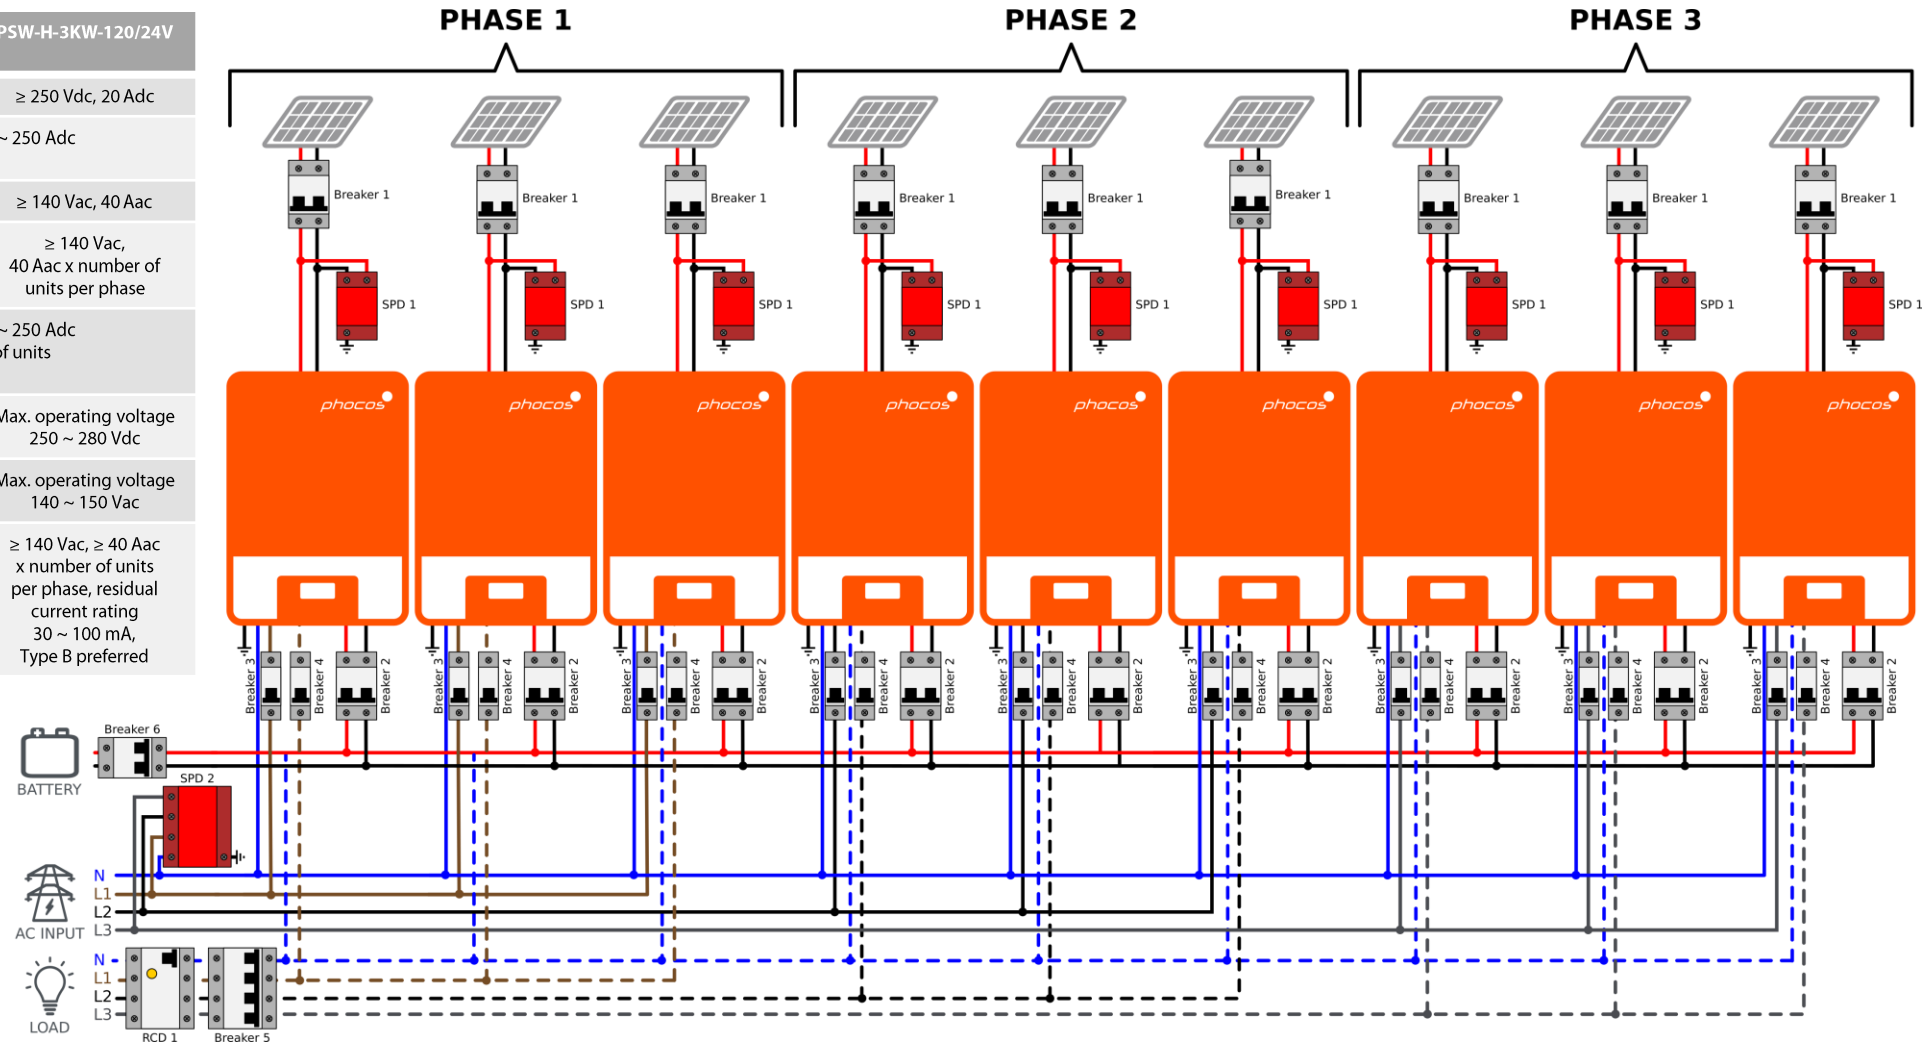 PSW-H-3KW-120/24V
≥ 250 Vdc, 20 Adc
~ 250 Adc
≥ 140 Vac, 40 Aac
≥ 140 Vac,
40 Aac x number of
units per phase
~ 250 Adc
of units
Max. operating voltage
250 ~ 280 Vdc
Max. operating voltage
140 ~ 150 Vac
≥ 140 Vac, ≥ 40 Aac
x number of units
per phase, residual
current rating
30 ~ 100 mA,
Type B preferred
PHASE 1
PHASE 2
PHASE 3
Breaker 1
Breaker 1
Breaker 1
Breaker 1
Breaker 1
Breaker 1
Breaker 1
Breaker 1
Breaker 1
SPD 1
SPD 1
SPD 1
SPD 1
SPD 1
SPD 1
SPD 1
SPD 1
SPD 1
phocos
phocos
phocos
phocos
phocos
phocos
phocos
phocos
phocos
Breaker 3
Breaker 4
Breaker 2
Breaker 3
Breaker 4
Breaker 2
Breaker 3
Breaker 4
Breaker 2
Breaker 3
Breaker 4
Breaker 2
Breaker 3
Breaker 4
Breaker 2
Breaker 3
Breaker 4
Breaker 2
Breaker 3
Breaker 4
Breaker 2
Breaker 3
Breaker 4
Breaker 2
Breaker 3
Breaker 4
Breaker 2
Breaker 6
BATTERY
SPD 2
N
L1
L2
L3
AC INPUT
N
L1
L2
L3
LOAD
RCD 1
Breaker 5